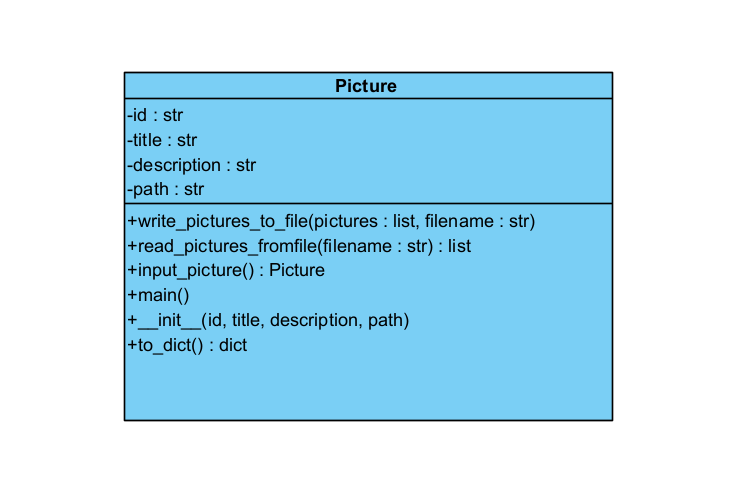 Picture
-id : str
-title : str
-description : str
-path : str
+write_pictures_to_file(pictures : list, filename : str)
+read_pictures_fromfile(filename : str) : list
+input_picture() : Picture
+main()
+__init__(id, title, description, path)
+to_dict() : dict